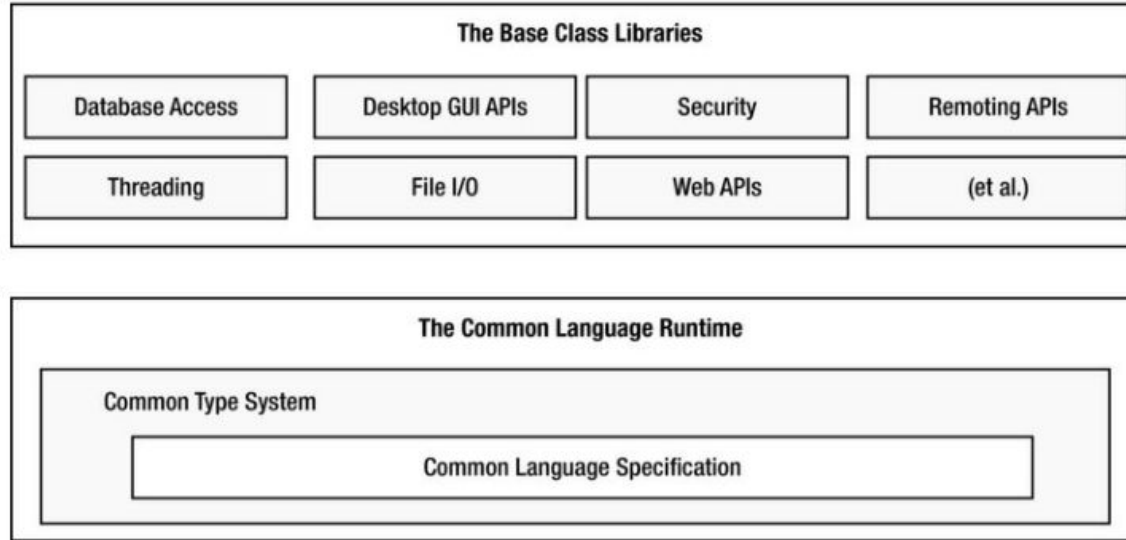 The Base Class Libraries
Database Access
Desktop GUI APIs
Security
Remoting APIs
Threading
File I/O
Web APIs
(et al.)
The Common Language Runtime
Common Type System
Common Language Specification